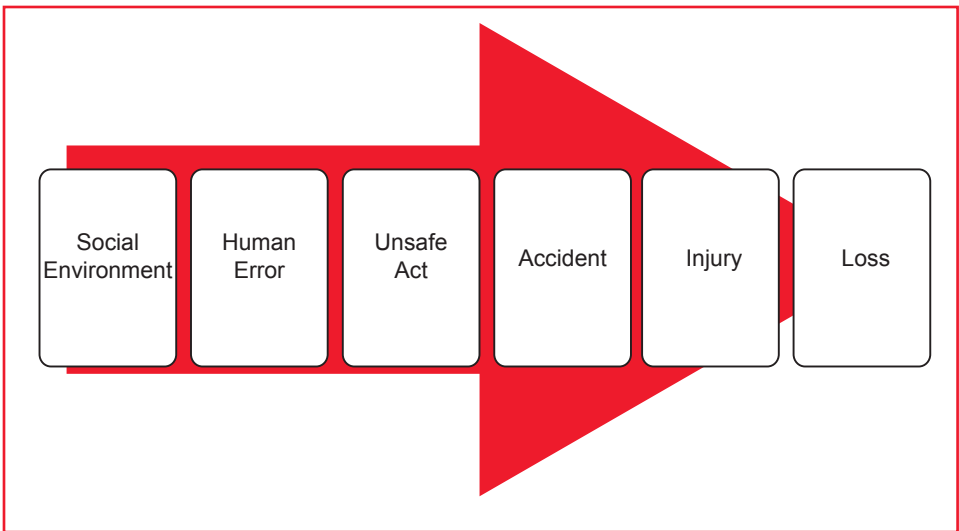 Social
Environment
Human
Error
Unsafe
Act
Accident
Injury
Loss